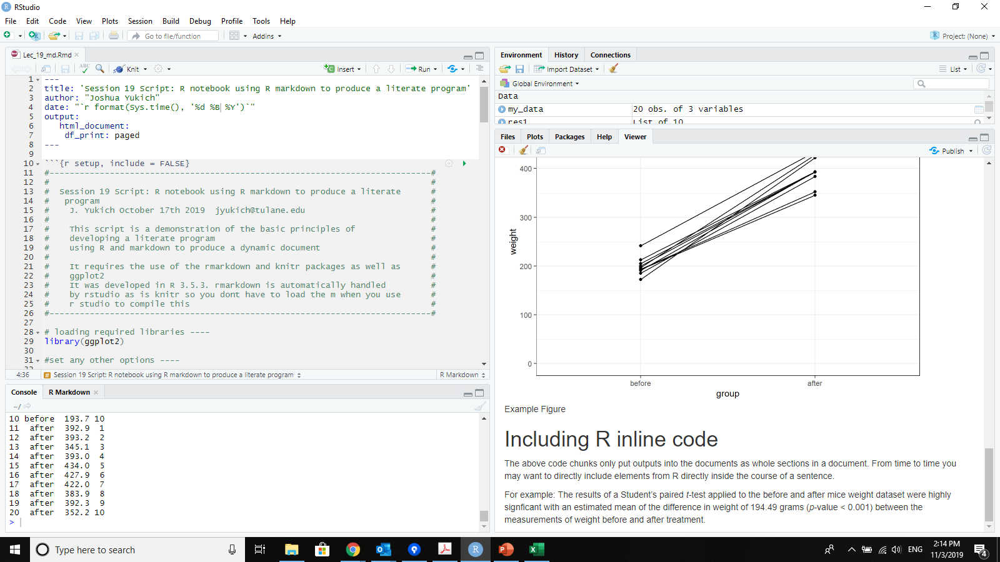 RStudio
File Edit Code View Plots Session Build Debug Profile Tools Help
Go to file/function Addins Project: (None)
Lec_19_md.Rmd
ABC Knit Insert Run
1 ---
2 title: 'Session 19 Script: R notebook using R markdown to produce a literate program'
3 author: "Joshua Yukich"
4 date: "`r format(Sys.time(), '%d %B %Y')`"
5 output:
6 html_document:
7 df_print: paged
8 ---
9
10 ```{r setup, include = FALSE}
11 #---------------------------------------------------------------------------#
12 # #
13 # Session 19 Script: R notebook using R markdown to produce a literate #
14 # program #
15 # J. Yukich October 17th 2019 jyukich@tulane.edu #
16 # #
17 # This script is a demonstration of the basic principles of #
18 # developing a literate program #
19 # using R and markdown to produce a dynamic document #
20 # #
21 # It requires the use of the rmarkdown and knitr packages as well as #
22 # ggplot2 #
23 # It was developed in R 3.5.3. rmarkdown is automatically handled #
24 # by rstudio as is knitr so you dont have to load the m when you use #
25 # r studio to compile this #
26 #---------------------------------------------------------------------------#
27
28 # loading required libraries ----
29 library(ggplot2)
30
31 #set any other options ----
4:36 # Session 19 Script: R notebook using R markdown to produce a literate program R Markdown
Console R Markdown
~/
10 before 193.7 10
11 after 392.9 1
12 after 393.2 2
13 after 345.1 3
14 after 393.0 4
15 after 434.0 5
16 after 427.9 6
17 after 422.0 7
18 after 383.9 8
19 after 392.3 9
20 after 352.2 10
>
Environment History Connections
Import Dataset List
Global Environment
Data
my_data 20 obs. of 3 variables
res1 List of 10
Files Plots Packages Help Viewer
Publish
400
300
200
100
0
weight
before after
group
Example Figure
Including R inline code
The above code chunks only put outputs into the documents as whole sections in a document. From time to time you
may want to directly include elements from R directly inside the course of a sentence.
For example: The results of a Student's paired t-test applied to the before and after mice weight dataset were highly
signficant with an estimated mean of the difference in weight of 194.49 grams (p-value < 0.001) between the
measurements of weight before and after treatment.
Type here to search
ENG
2:14 PM
11/3/2019
4